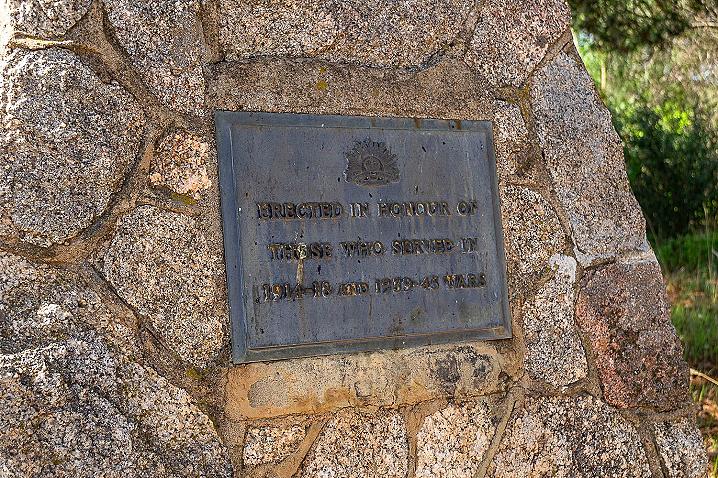 ERECTED IN HONOUR OF
THOSE WHO SERVED IN
1914-18 AND 1939-45 WARS